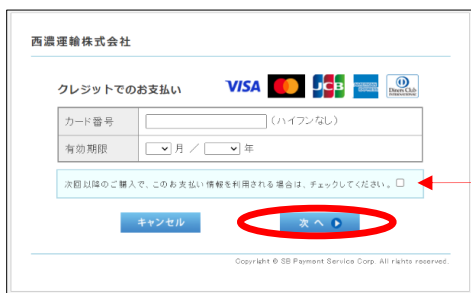 西濃運輸株式会社
クレジットでのお支払い VISA JCB Diners Club INTERNATIONAL
カード番号 (ハイフンなし)
有効期限 月 / 年
次回以降のご購入で、このお支払い情報を利用される場合は、チェックしてください。
キャンセル 次へ
Copyright © SB Payment Service Corp. All rights reserved.